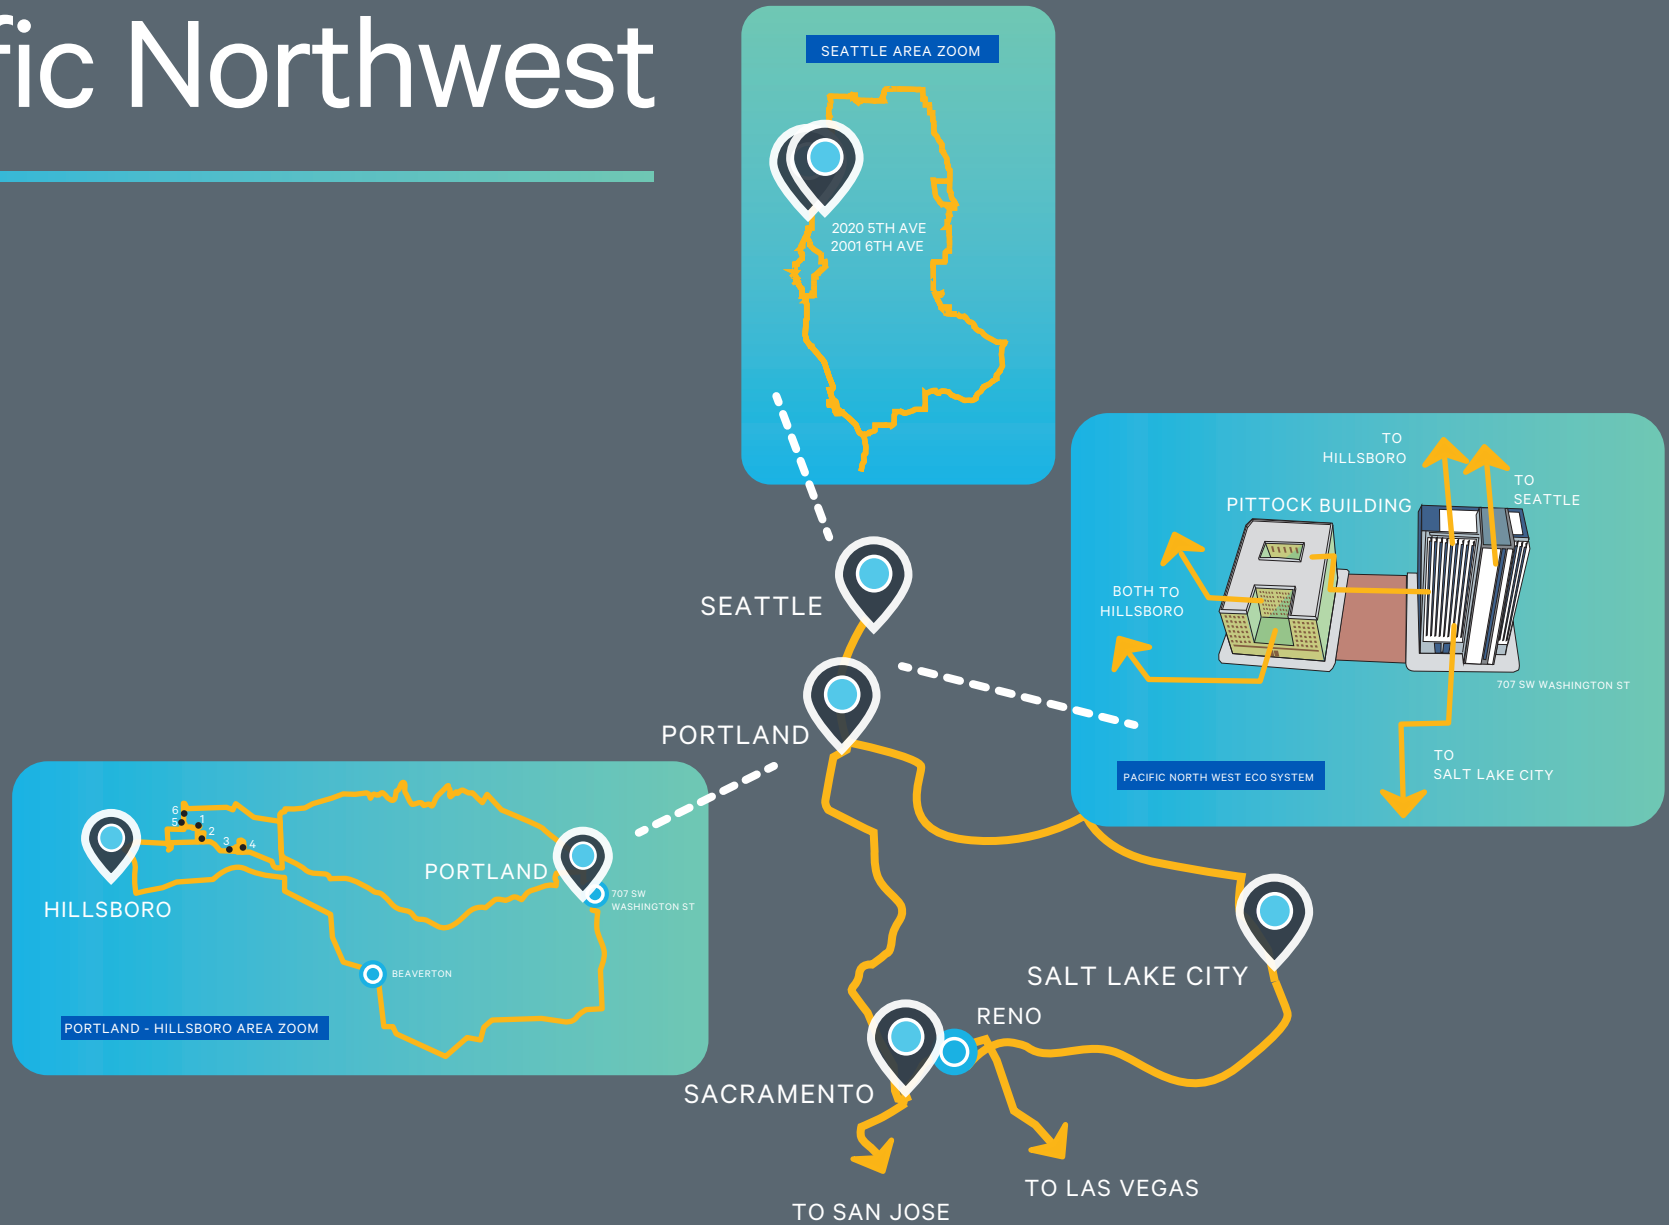 fic Northwest
SEATTLE AREA ZOOM
2020 5TH AVE
2001 6TH AVE
TO
HILLSBORO
TO
SEATTLE
PITTOCK BUILDING
BOTH TO
HILLSBORO
707 SW WASHINGTON ST
TO
SALT LAKE CITY
PACIFIC NORTH WEST ECO SYSTEM
SEATTLE
PORTLAND
6
5
1
2
3
4
PORTLAND
HILLSBORO
707 SW
WASHINGTON ST
BEAVERTON
PORTLAND - HILLSBORO AREA ZOOM
SALT LAKE CITY
RENO
SACRAMENTO
TO LAS VEGAS
TO SAN JOSE